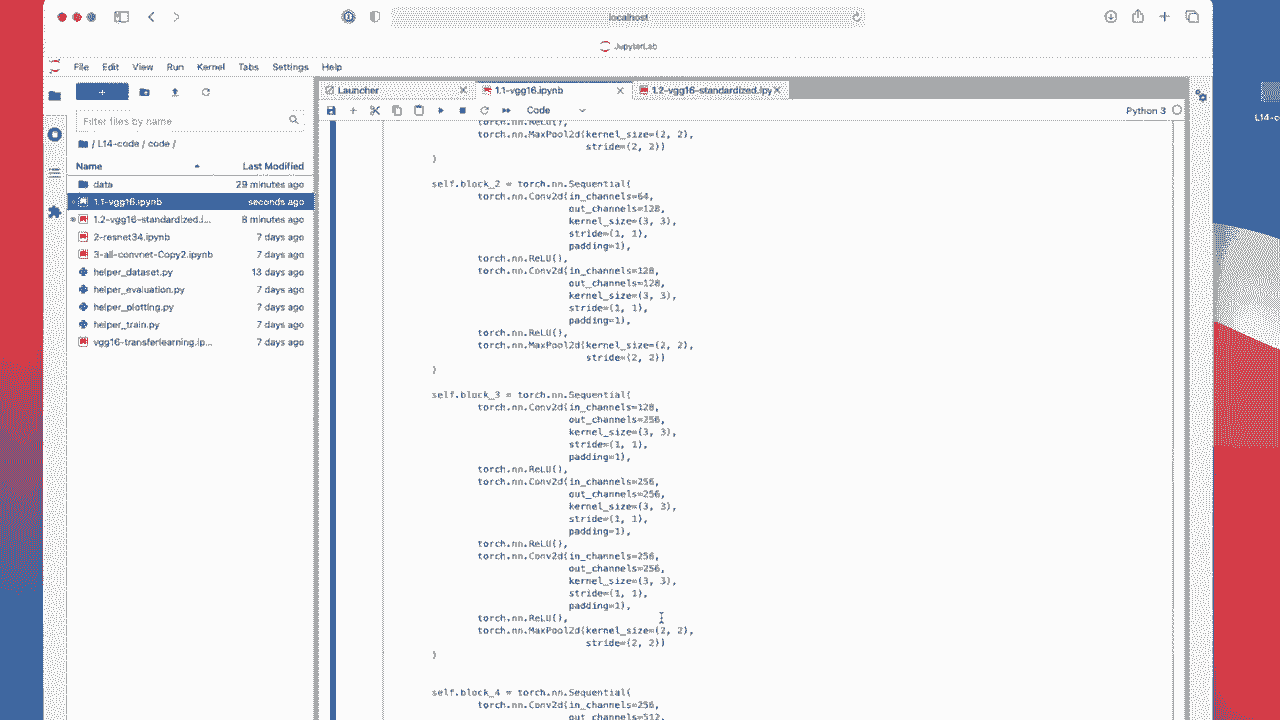 localhost
JupyterLab
File Edit View Run Kernel Tabs Settings Help
Launcher
1.1-vgg16.ipynb
1.2-vgg16-standardized.ipy
Code
Python 3
Filter files by name
/ L14-code / code /
Name Last Modified
data 29 minutes ago
1.1-vgg16.ipynb seconds ago
1.2-vgg16-standardized.i... 8 minutes ago
2-resnet34.ipynb 7 days ago
3-all-convnet-Copy2.ipynb 7 days ago
helper_dataset.py 13 days ago
helper_evaluation.py 7 days ago
helper_plotting.py 7 days ago
helper_train.py 7 days ago
vgg16-transferlearning.ip... 7 days ago
torch.nn.ReLU(),
torch.nn.MaxPool2d(kernel_size=(2, 2),
stride=(2, 2))
)
self.block_2 = torch.nn.Sequential(
torch.nn.Conv2d(in_channels=64,
out_channels=128,
kernel_size=(3, 3),
stride=(1, 1),
padding=1),
torch.nn.ReLU(),
torch.nn.Conv2d(in_channels=128,
out_channels=128,
kernel_size=(3, 3),
stride=(1, 1),
padding=1),
torch.nn.ReLU(),
torch.nn.MaxPool2d(kernel_size=(2, 2),
stride=(2, 2))
)
self.block_3 = torch.nn.Sequential(
torch.nn.Conv2d(in_channels=128,
out_channels=256,
kernel_size=(3, 3),
stride=(1, 1),
padding=1),
torch.nn.ReLU(),
torch.nn.Conv2d(in_channels=256,
out_channels=256,
kernel_size=(3, 3),
stride=(1, 1),
padding=1),
torch.nn.ReLU(),
torch.nn.Conv2d(in_channels=256,
out_channels=256,
kernel_size=(3, 3),
stride=(1, 1),
padding=1),
torch.nn.ReLU(),
torch.nn.MaxPool2d(kernel_size=(2, 2),
stride=(2, 2))
)
self.block_4 = torch.nn.Sequential(
torch.nn.Conv2d(in_channels=256,
out_channels=512,
L14-c